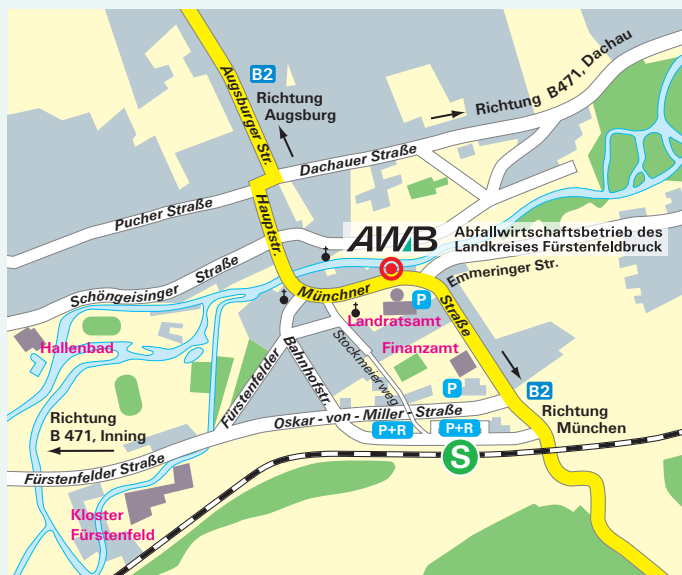 B2
Richtung
Augsburg
Augsburger Str.
Richtung B471, Dachau
Dachauer Straße
Pucher Straße
Hauptstr.
AWB
Abfallwirtschaftsbetrieb des
Landkreises Fürstenfeldbruck
Schöngeisinger Straße
Emmeringer Str.
Münchner Straße
P
Landratsamt
Hallenbad
Finanzamt
Stockmeierweg
Fürstenfelder
Bahnhofstr.
P
B2
Richtung
München
Richtung
B 471, Inning
Oskar - von - Miller - Straße
P+R
P+R
S
Fürstenfelder Straße
Kloster
Fürstenfeld